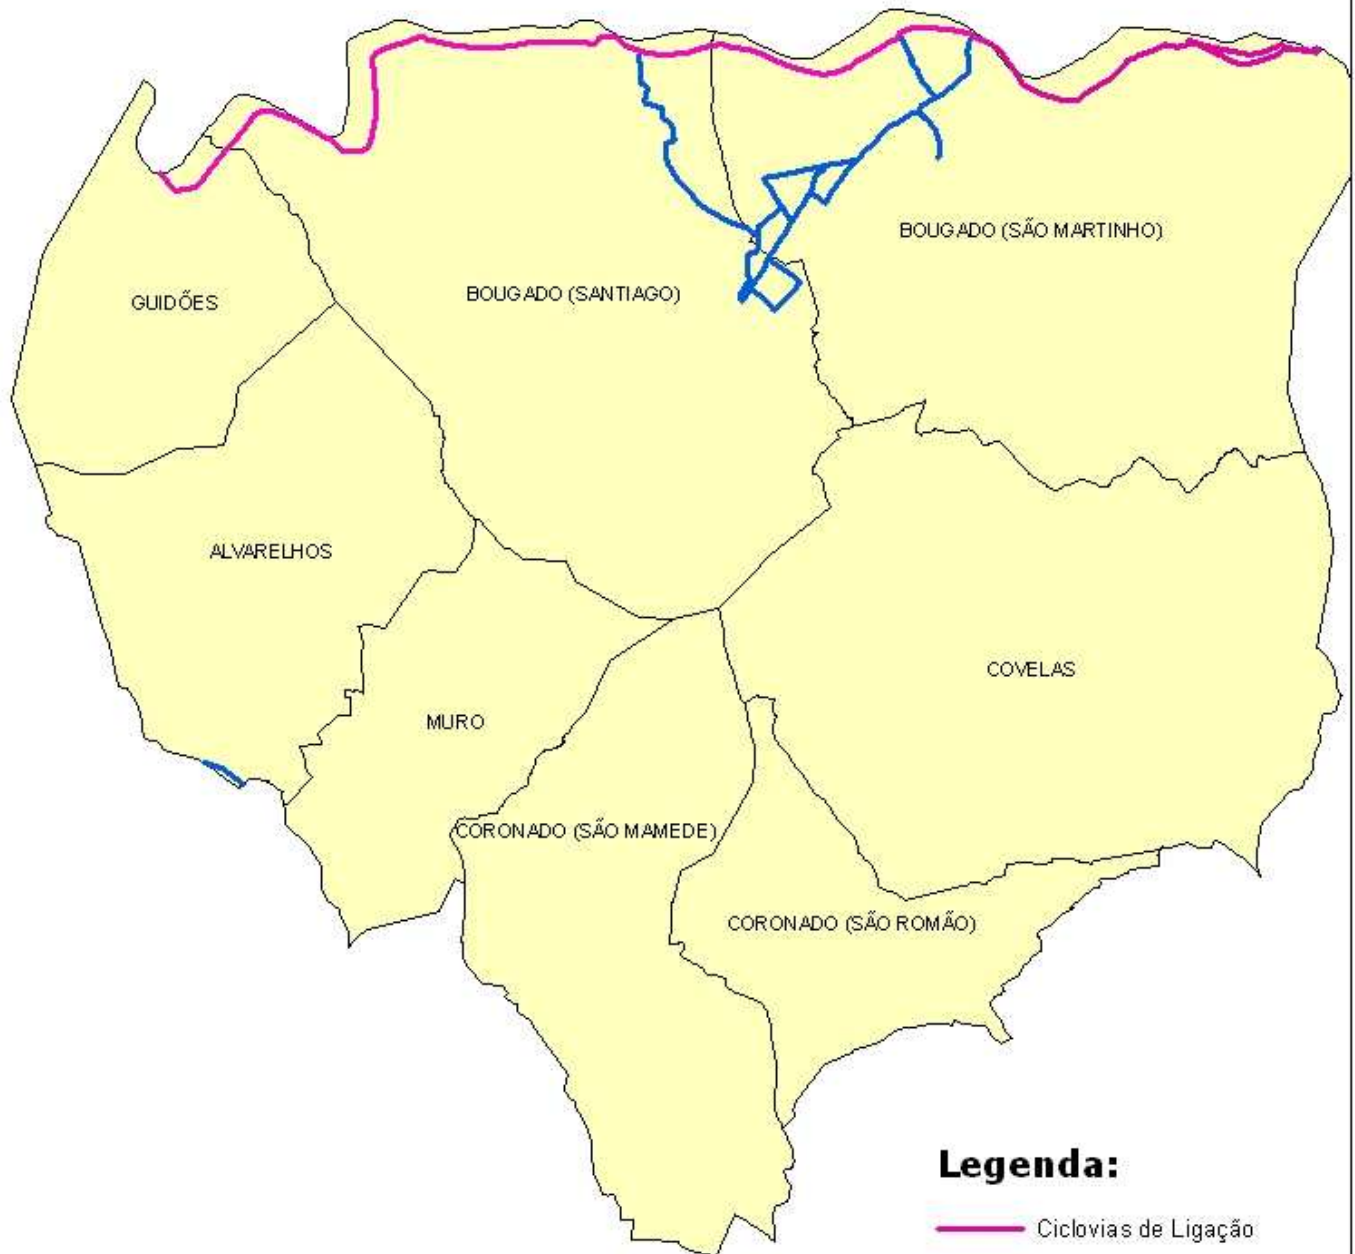 BOUGADO (SÃO MARTINHO)
BOUGADO (SANTIAGO)
GUIDÕES
ALVARELHOS
COVELAS
MURO
CORONADO (SÃO MAMEDE)
CORONADO (SÃO ROMÃO)
Legenda:
Ciclovias de Ligação